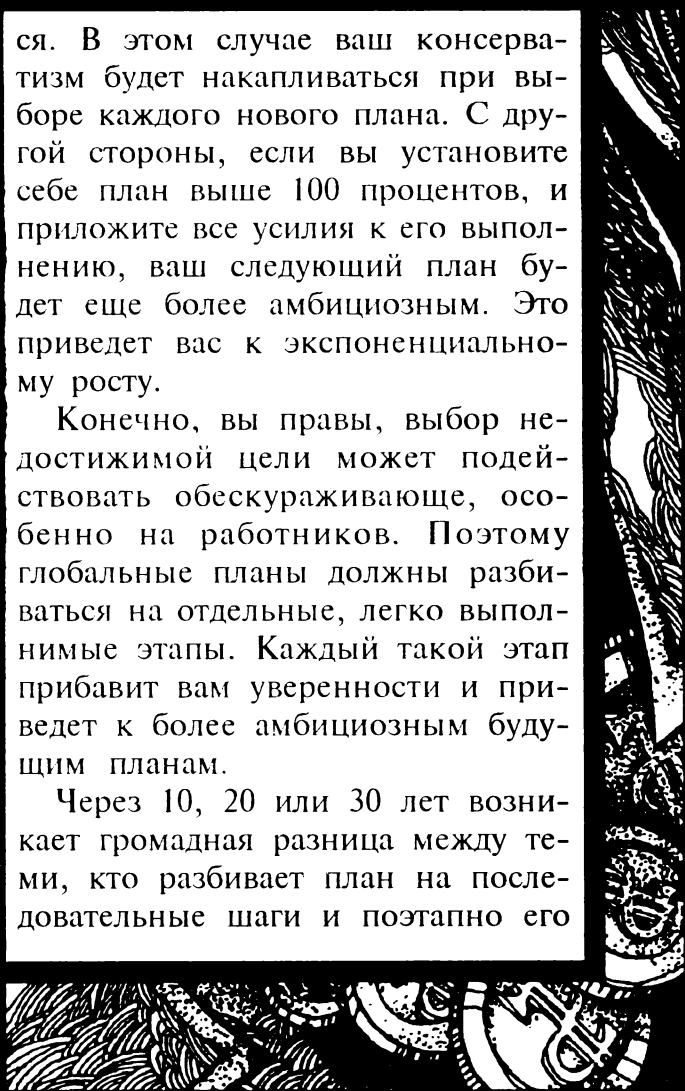 ся. В этом случае ваш консерва-
тизм будет накапливаться при вы-
боре каждого нового плана. С дру-
гой стороны, если вы установите
себе план выше 100 процентов, и
приложите все усилия к его выпол-
нению, ваш следующий план бу-
дет еще более амбициозным. Это
приведет вас к экспоненциально-
му росту.
Конечно, вы правы, выбор не-
достижимой цели может подей-
ствовать обескураживающе, осо-
бенно на работников. Поэтому
глобальные планы должны разби-
ваться на отдельные, легко выпол-
нимые этапы. Каждый такой этап
прибавит вам уверенности и при-
ведет к более амбициозным буду-
щим планам.
Через 10, 20 или 30 лет возни-
кает громадная разница между те-
ми, кто разбивает план на после-
довательные шаги и поэтапно его